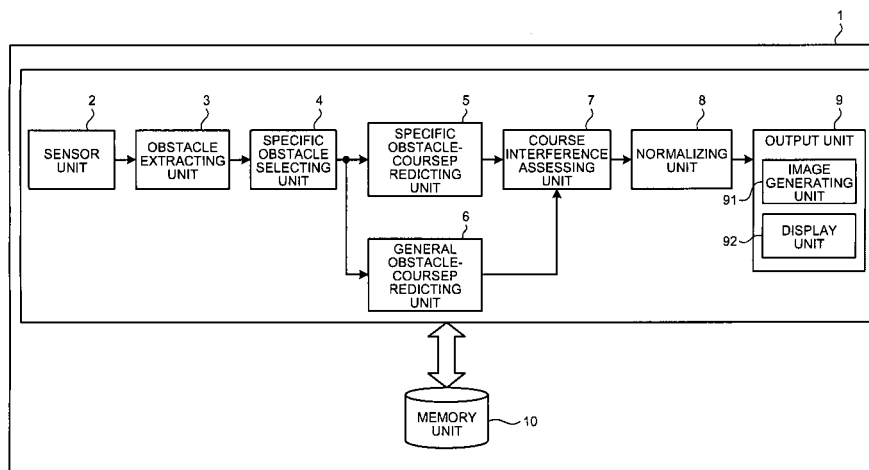 1
2
SENSOR
UNIT
3
OBSTACLE
EXTRACTING
UNIT
4
SPECIFIC
OBSTACLE
SELECTING
UNIT
5
SPECIFIC
OBSTACLE-
COURSEP
REDICTING
UNIT
6
GENERAL
OBSTACLE-
COURSEP
REDICTING
UNIT
7
COURSE
INTERFERENCE
ASSESSING
UNIT
8
NORMALIZING
UNIT
9
OUTPUT UNIT
91
IMAGE
GENERATING
UNIT
92
DISPLAY
UNIT
MEMORY
UNIT
10